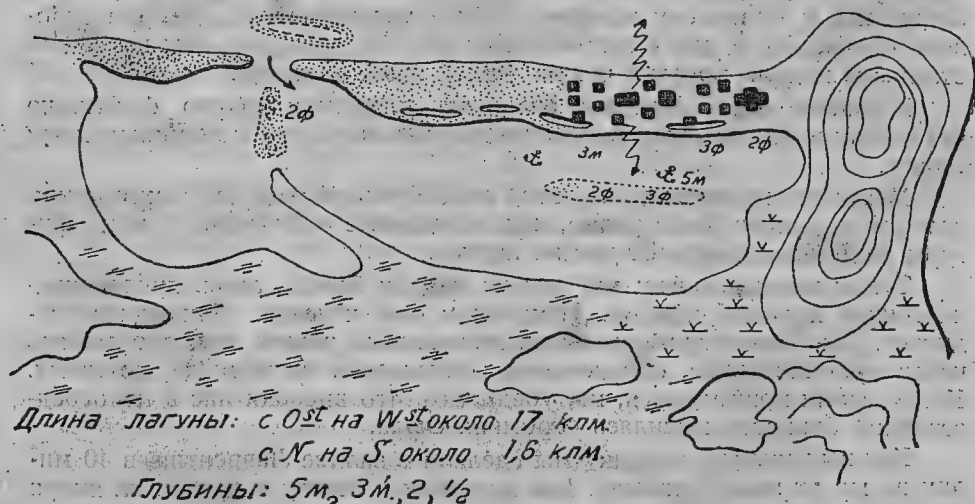 2ф
3м
3ф
2ф
5м
2ф
3ф
Длина лагуны: с Ost на Wst около 17 клм.
с N на S около 1,6 клм.
Глубины: 5м, 3м, 2, 1/2